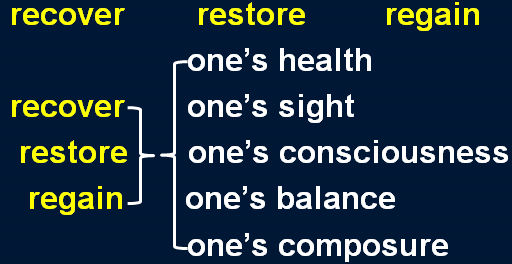 recover restore regain
one's health
recover one's sight
restore one's consciousness
regain one's balance
one's composure